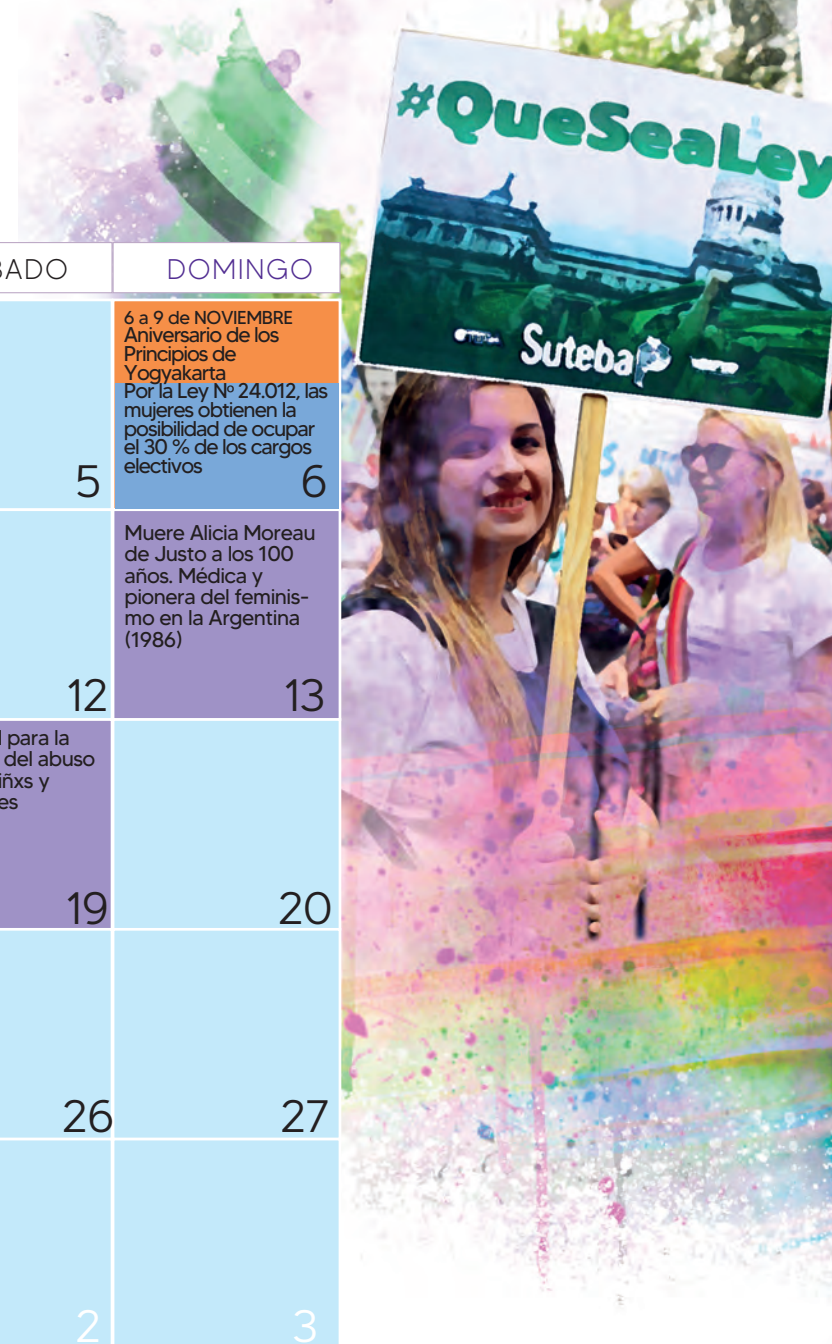 #QueSeaLey
Suteba
BADO
DOMINGO
6 a 9 de NOVIEMBRE
Aniversario de los
Principios de
Yogyakarta
Por la Ley Nº 24.012, las
mujeres obtienen la
posibilidad de ocupar
el 30 % de los cargos
electivos
5
6
Muere Alicia Moreau
de Justo a los 100
años. Médica y
pionera del feminis-
mo en la Argentina
(1986)
12
13
para la
del abuso
iñxs y
es
19
20
26
27
2
3